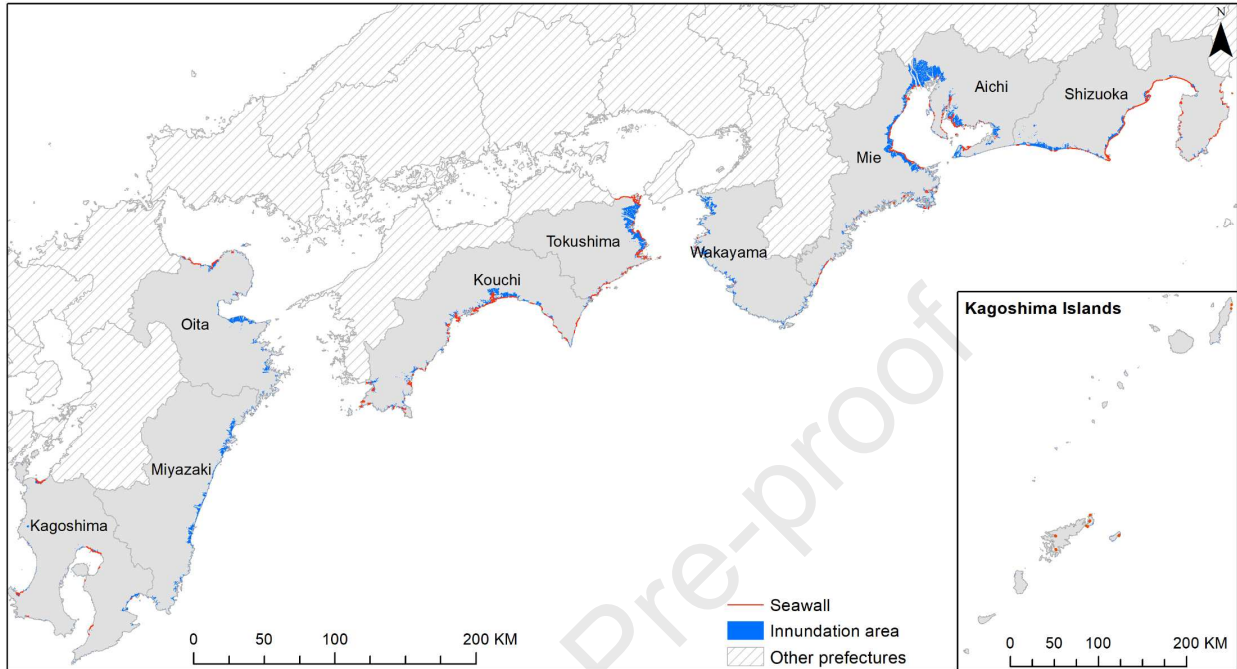 N
Aichi
Shizuoka
Mie
Tokushima
Wakayama
Kouchi
Oita
Kagoshima Islands
Miyazaki
Kagoshima
Pre-proof
Seawall
Innundation area
Other prefectures
0 50 100 200 KM
0 50 100 200 KM